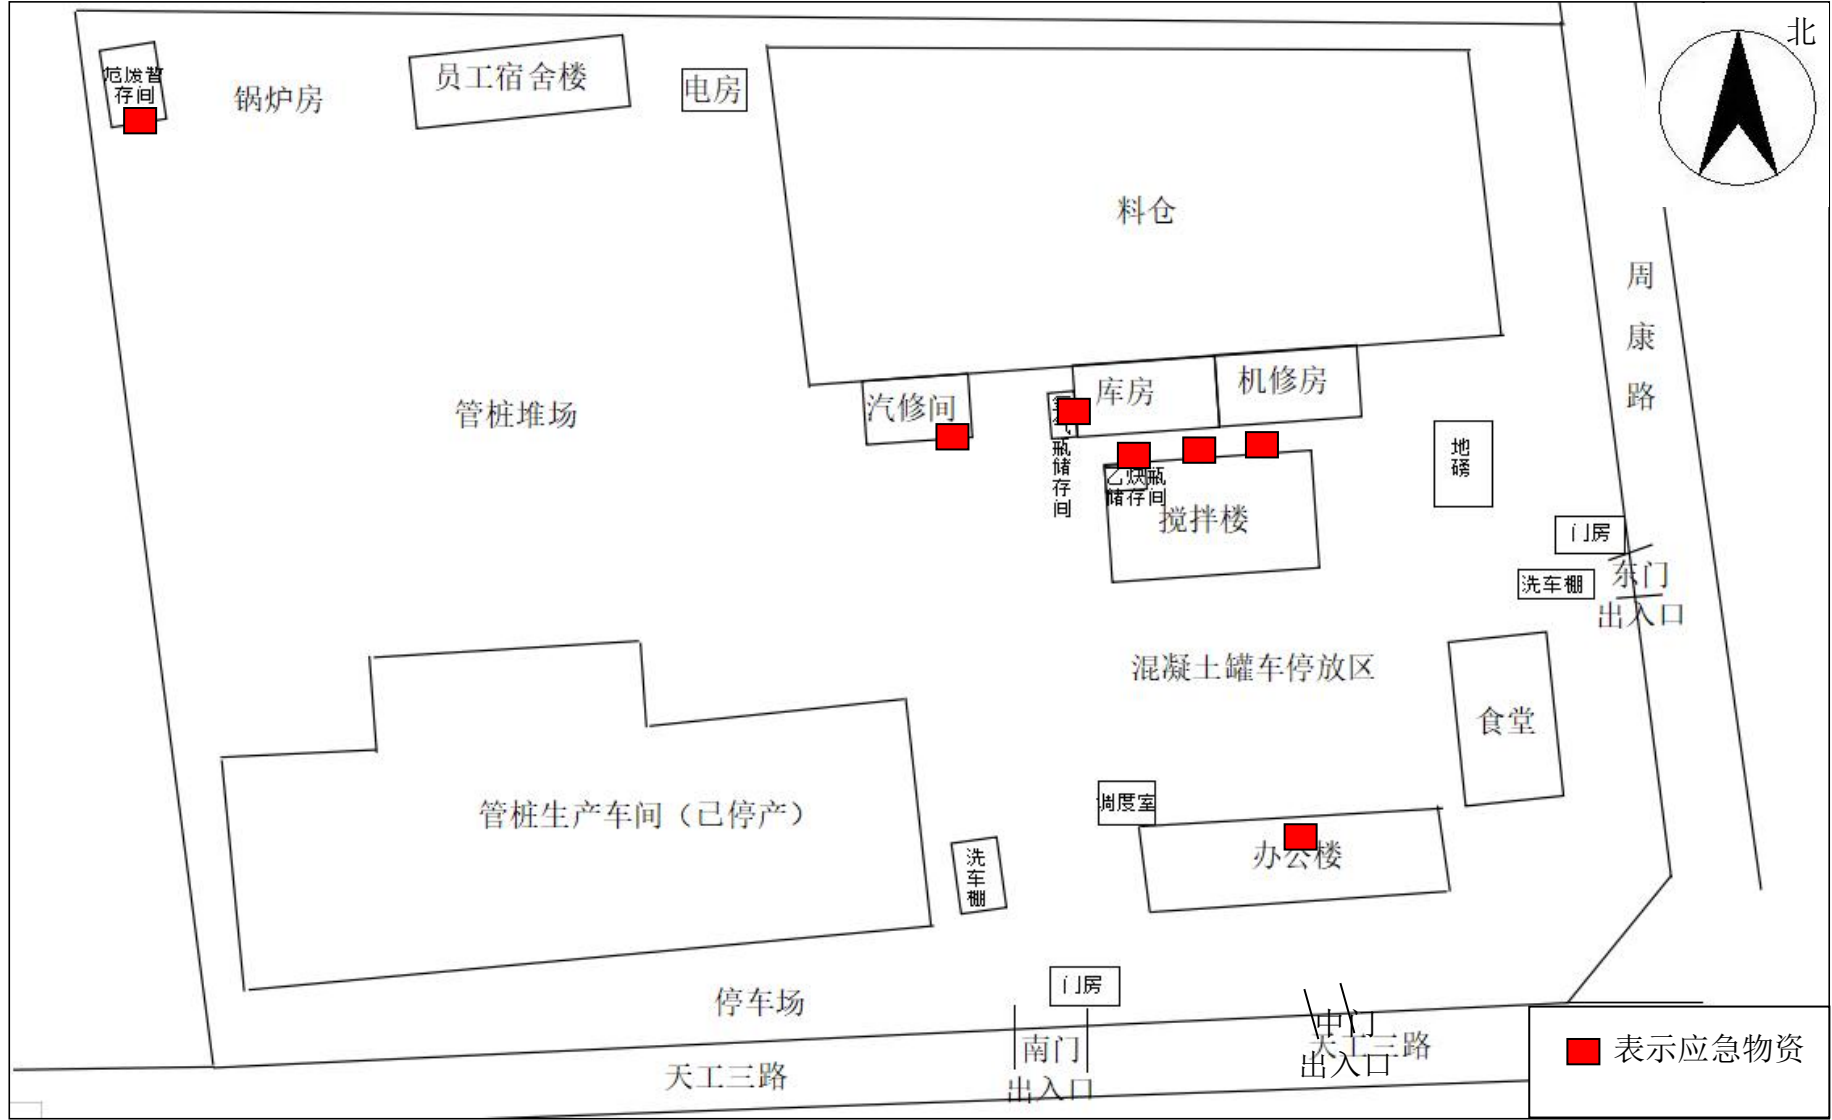 北
危废暂
存间
锅炉房
员工宿舍楼
电房
料仓
周
康
路
管桩堆场
汽修间
库房
机修房
瓶
储
存
间
乙炔瓶
储存间
搅拌楼
地
磅
门房
洗车棚
东门
出入口
混凝土罐车停放区
食堂
调度室
办公楼
管桩生产车间（已停产）
洗
车
棚
门房
停车场
南门
出入口
天工三路
中门
天工三路
出入口
表示应急物资